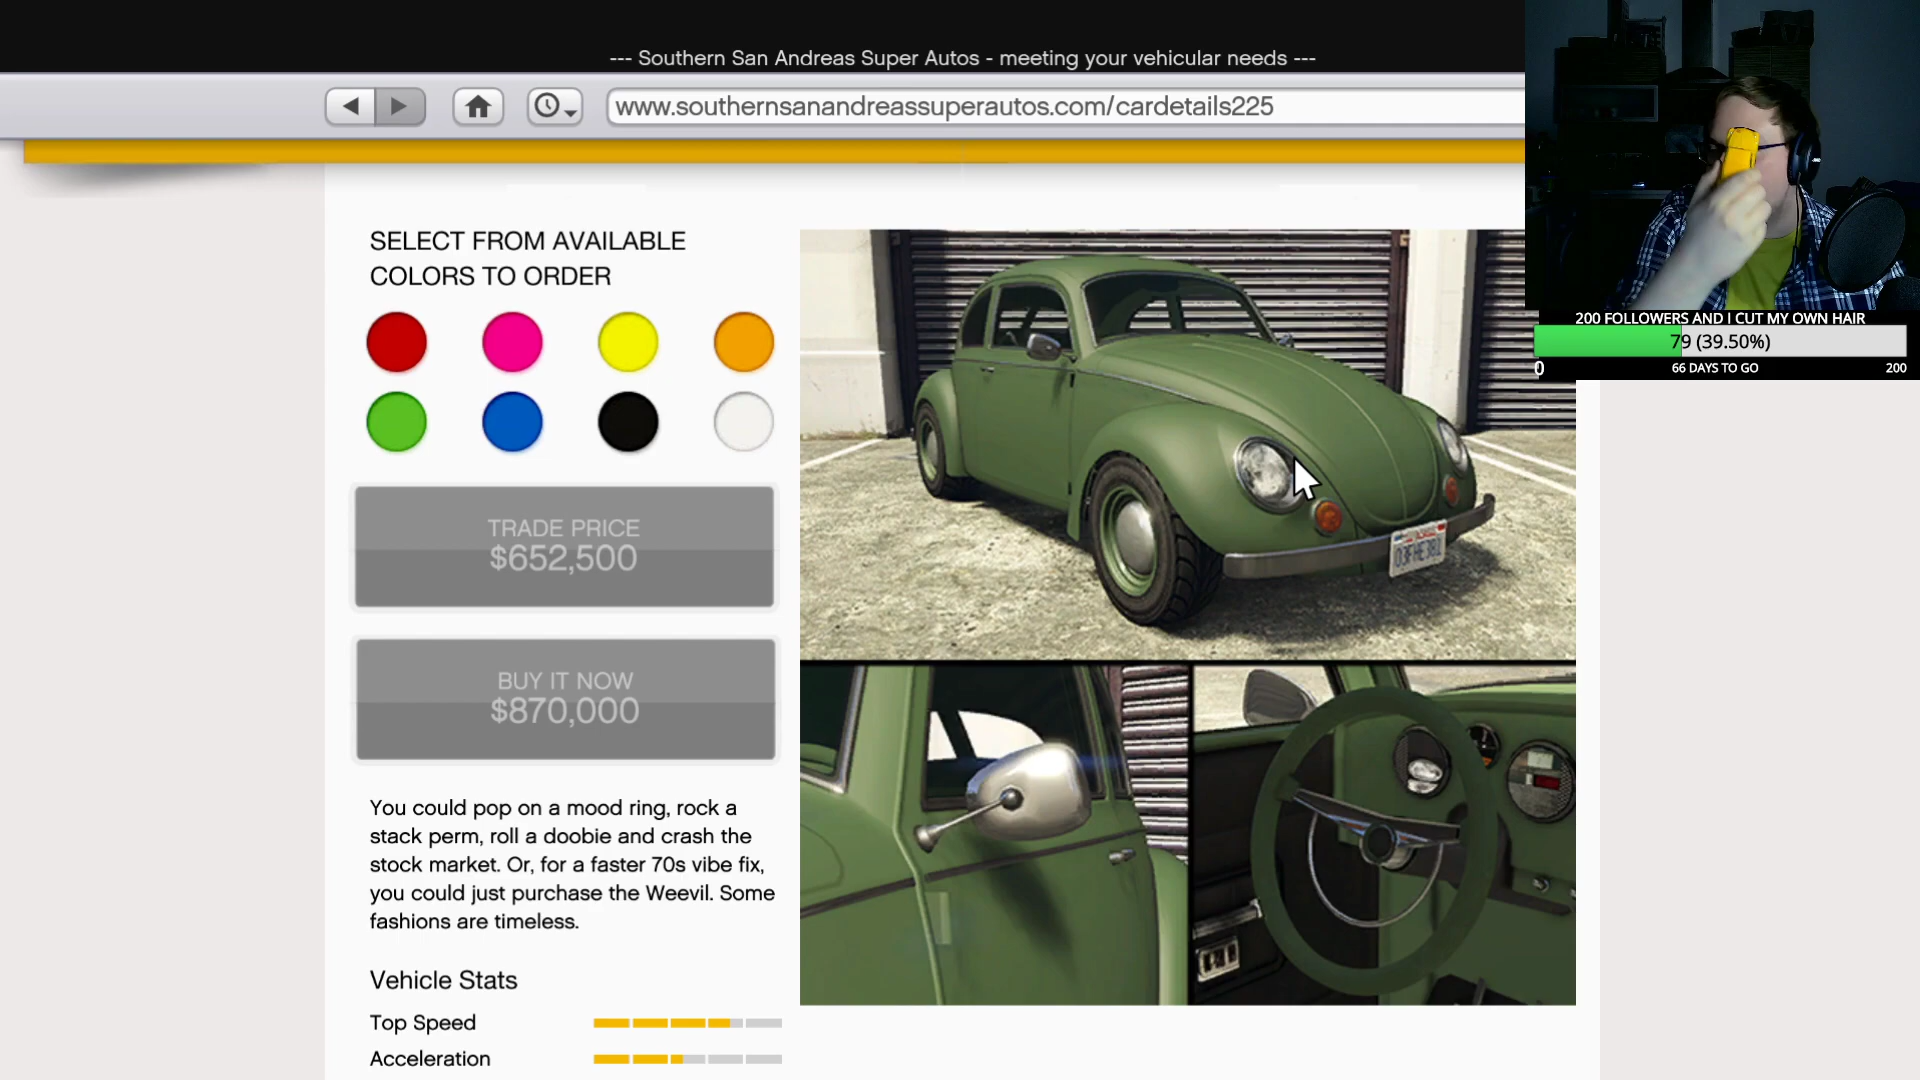 --- Southern San Andreas Super Autos - meeting your vehicular needs ---
www.southernsanandreassuperautos.com/cardetails225
SELECT FROM AVAILABLE
COLORS TO ORDER
TRADE PRICE
$652,500
BUY IT NOW
$870,000
You could pop on a mood ring, rock a
stack perm, roll a doobie and crash the
stock market. Or, for a faster 70s vibe fix,
you could just purchase the Weevil. Some
fashions are timeless.
Vehicle Stats
Top Speed
Acceleration
200 FOLLOWERS AND I CUT MY OWN HAIR
79 (39.50%)
0 66 DAYS TO GO 200